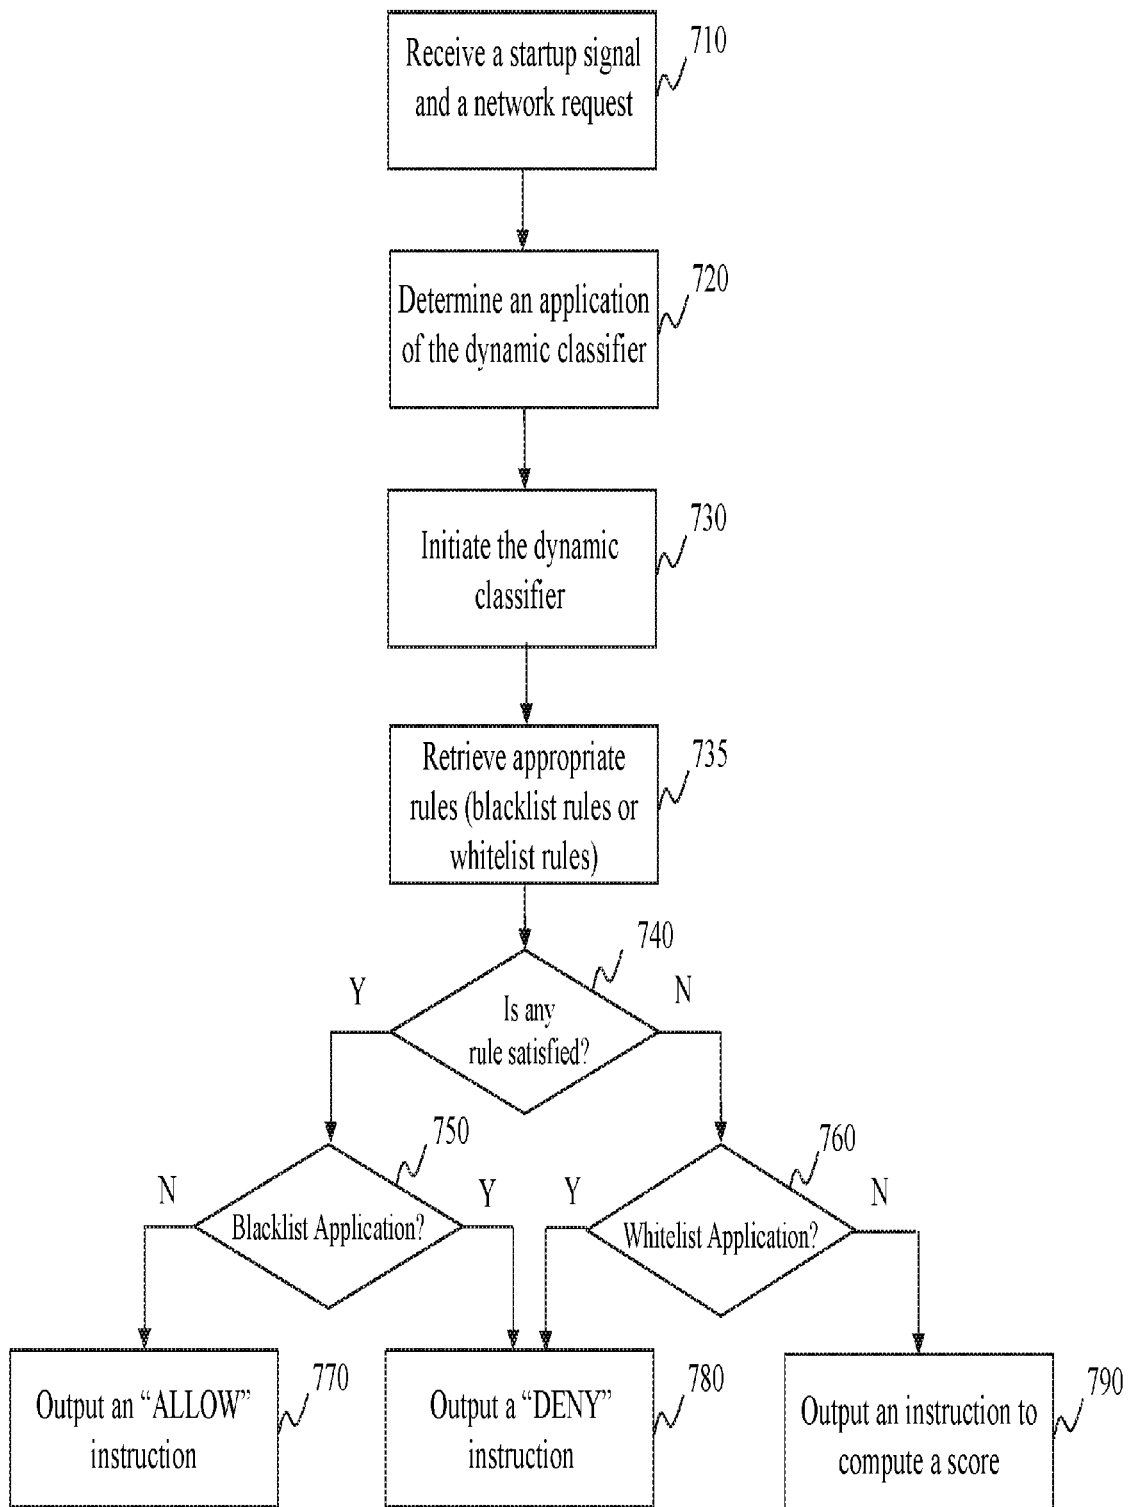 Receive a startup signal
and a network request
710
Determine an application
of the dynamic classifier
720
Initiate the dynamic
classifier
730
Retrieve appropriate
rules (blacklist rules or
whitelist rules)
735
740
Y
N
Is any
rule satisfied?
750
760
N
Y
Y
N
Blacklist Application?
Whitelist Application?
Output an “ALLOW”
instruction
770
Output a “DENY”
instruction
780
Output an instruction to
compute a score
790